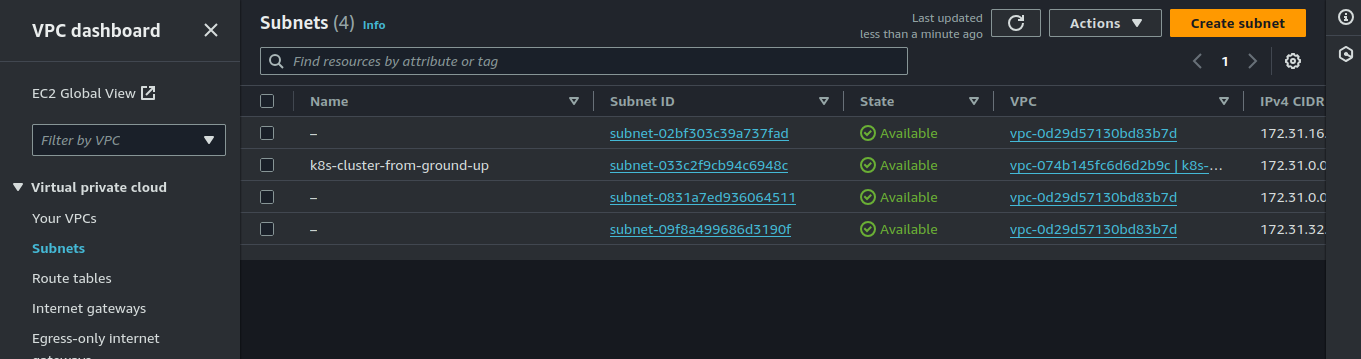 VPC dashboard
EC2 Global View
Filter by VPC
Virtual private cloud
Your VPCs
Subnets
Route tables
Internet gateways
Egress-only internet
gateways
Subnets (4) Info
Last updated
less than a minute ago
Actions
Create subnet
Find resources by attribute or tag
1
Name Subnet ID State VPC IPv4 CIDR
– subnet-02bf303c39a737fad Available vpc-0d29d57130bd83b7d 172.31.16.
k8s-cluster-from-ground-up subnet-033c2f9cb94c6948c Available vpc-074b145fc6d6d2b9c | k8s-… 172.31.0.0
– subnet-0831a7ed936064511 Available vpc-0d29d57130bd83b7d 172.31.0.0
– subnet-09f8a499686d3190f Available vpc-0d29d57130bd83b7d 172.31.32.